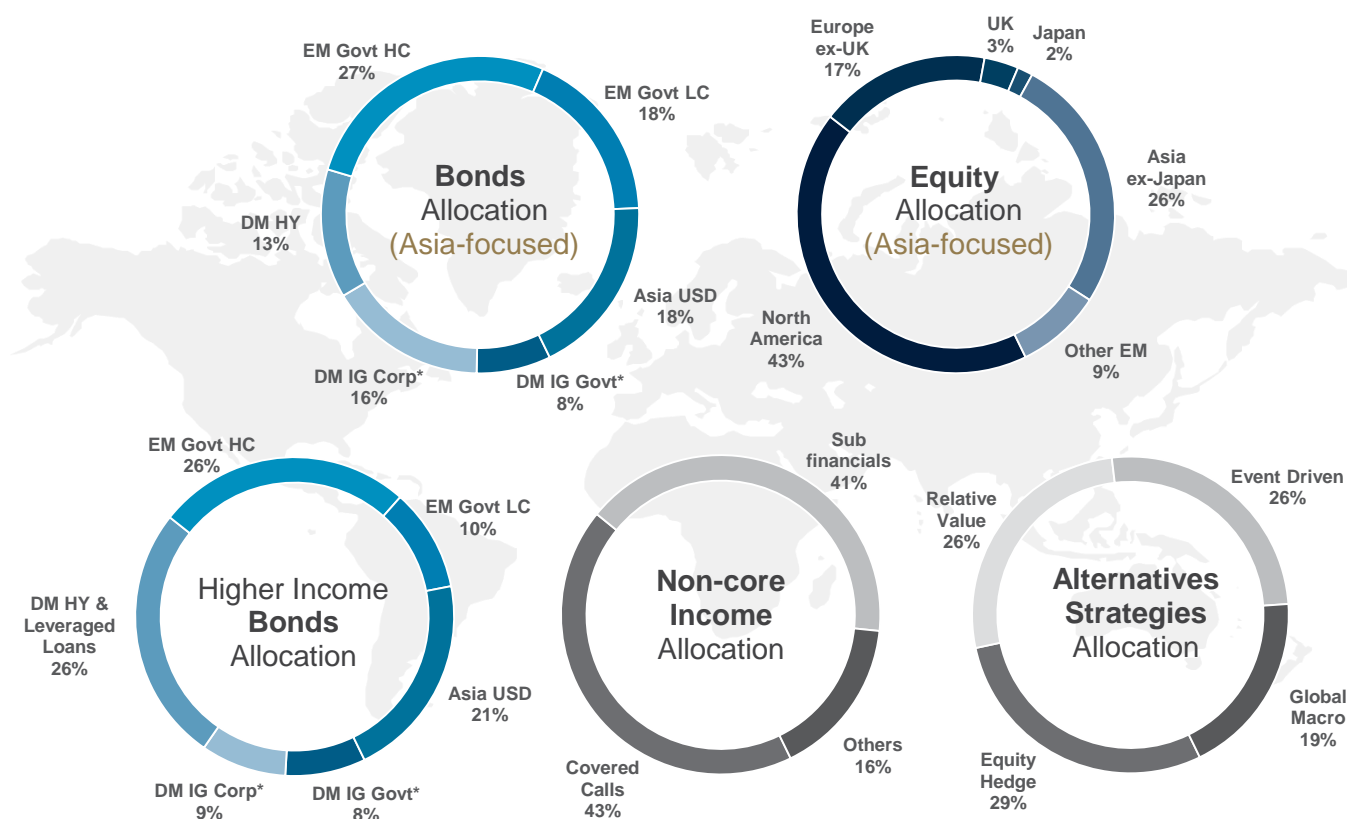 EM Govt HC
27%
EM Govt LC
18%
Asia USD
18%
DM IG Govt*
8%
DM IG Corp*
16%
DM HY
13%
Bonds
Allocation
(Asia-focused)
Europe
ex-UK
17%
UK
3%
Japan
2%
Asia
ex-Japan
26%
Other EM
9%
North
America
43%
Equity
Allocation
(Asia-focused)
EM Govt HC
26%
EM Govt LC
10%
Asia USD
21%
DM IG Govt*
8%
DM IG Corp*
9%
DM HY &
Leveraged
Loans
26%
Higher Income
Bonds
Allocation
Sub
financials
41%
Others
16%
Covered
Calls
43%
Non-core
Income
Allocation
Relative
Value
26%
Event Driven
26%
Global
Macro
19%
Equity
Hedge
29%
Alternatives
Strategies
Allocation